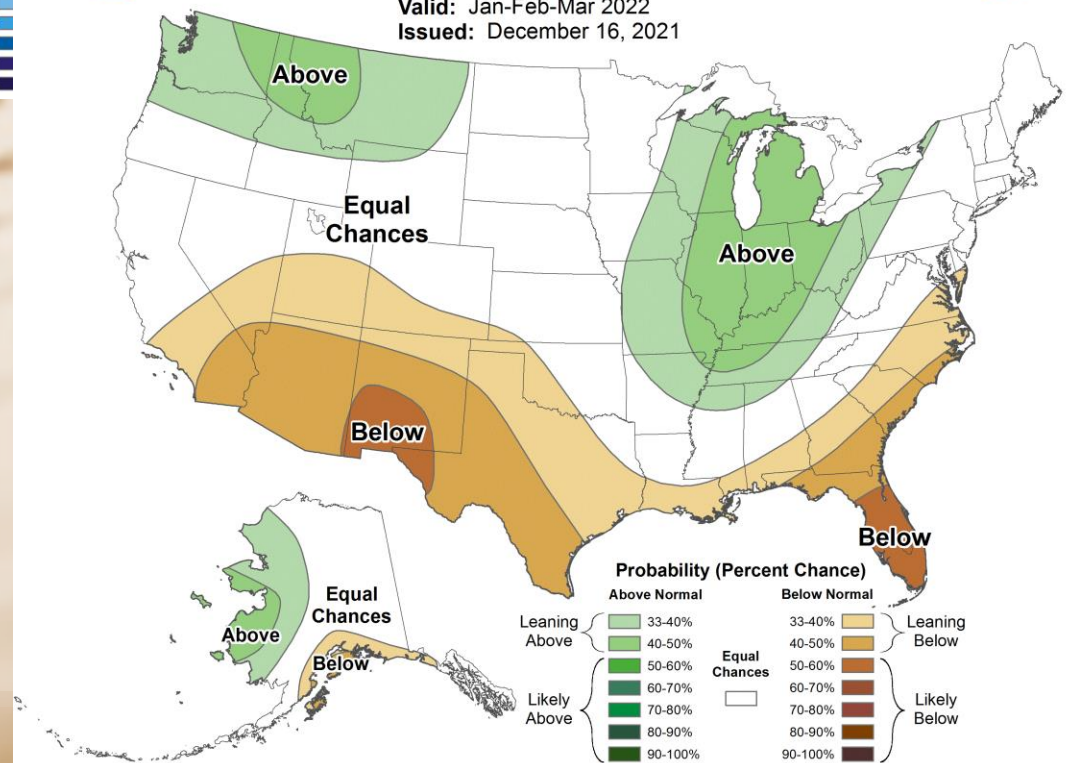 Valid: Jan-Feb-Mar 2022
Issued: December 16, 2021
Above
Equal
Chances
Above
Below
Below
Equal
Chances
Above
Below
Probability (Percent Chance)
Above Normal Below Normal
Leaning
Above
33-40% 33-40%
40-50% 40-50%
Leaning
Below
Equal
Chances
Likely
Above
50-60% 50-60%
60-70% 60-70%
70-80% 70-80%
80-90% 80-90%
90-100% 90-100%
Likely
Below